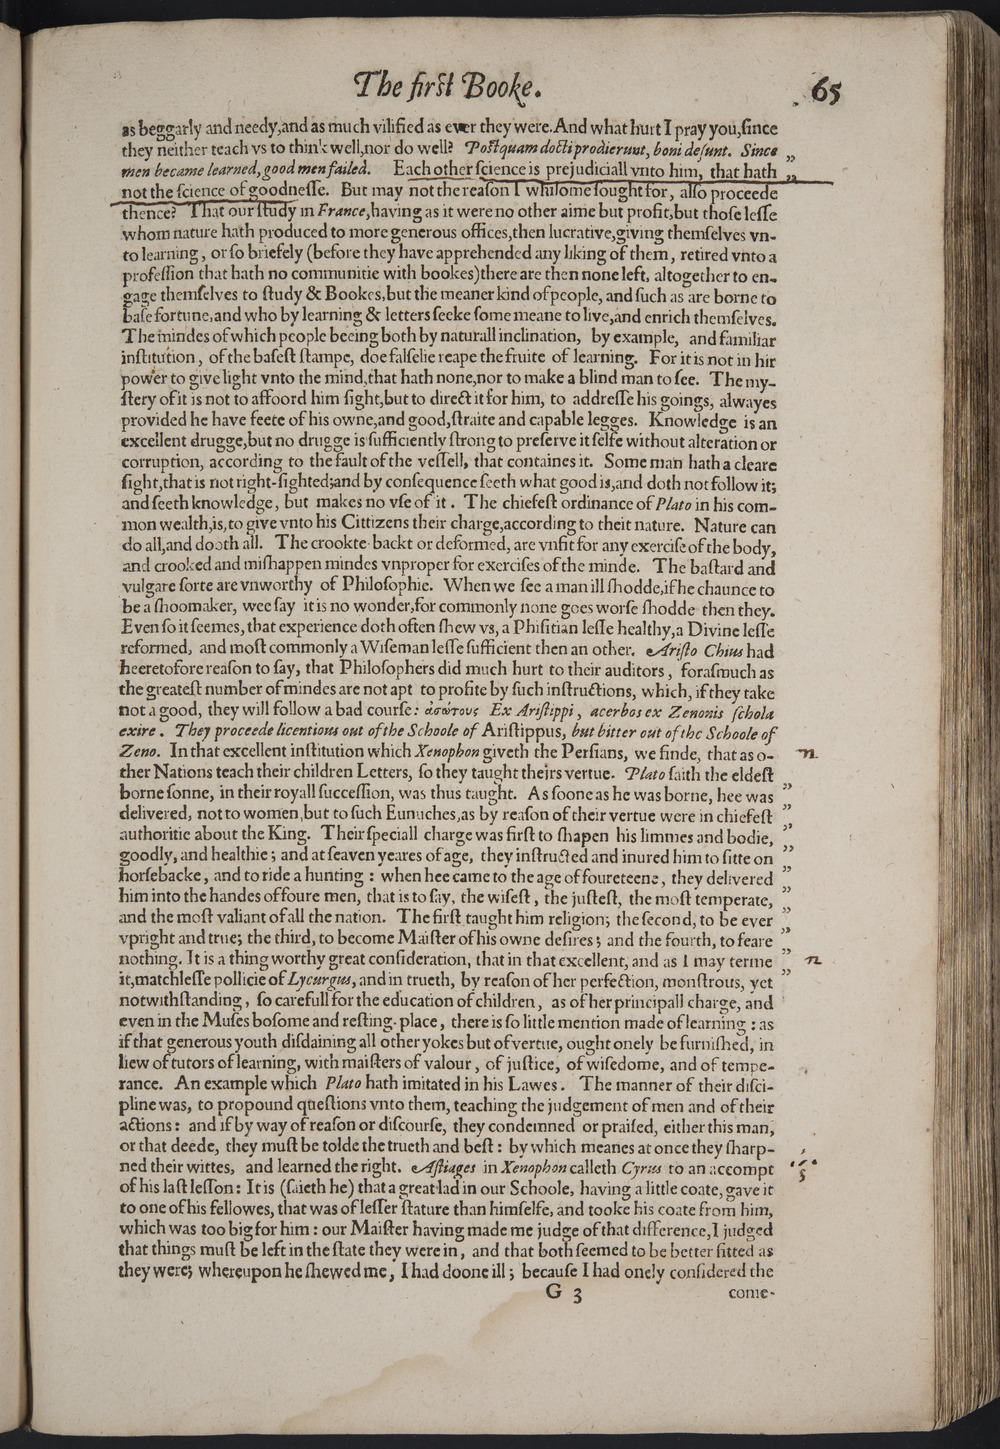 The first Booke.
65
as beggarly and needy,and as much vilified as ever they were.And what hurt I pray you,ſince
they neither teach vs to think well,nor do well? Poſtquam docti prodierunt, boni deſunt. Since
men became learned,good men failed. Each other ſcience is prejudiciall vnto him, that hath
not the ſcience of goodneſſe. But may not the reaſon I whilome ſought for, alſo proceede
thence? That our ſtudy in France,having as it were no other aime but profit,but thoſe leſſe
whom nature hath produced to more generous offices,then lucrative,giving themſelves vn-
to learning, or ſo briefely (before they have apprehended any liking of them, retired vnto a
profeſſion that hath no communitie with bookes)there are then none left, altogether to en-
gage themſelves to ſtudy & Bookes,but the meaner kind of people, and ſuch as are borne to
baſe fortune,and who by learning & letters ſeeke ſome meane to live,and enrich themſelves.
The mindes of which people beeing both by naturall inclination, by example, and familiar
inſtitution, of the baſeſt ſtampe, doe falſelie reape the fruite of learning. For it is not in hir
power to give light vnto the mind,that hath none,nor to make a blind man to ſee. The my-
ſtery of it is not to affoord him ſight,but to direct it for him, to addreſſe his goings, alwayes
provided he have feete of his owne,and good,ſtraite and capable legges. Knowledge is an
excellent drugge,but no drugge is ſufficiently ſtrong to preſerve it ſelfe without alteration or
corruption, according to the fault of the veſſell, that containes it. Some man hath a cleare
ſight,that is not right-ſighted;and by conſequence ſeeth what good is,and doth not follow it;
and ſeeth knowledge, but makes no vſe of it. The chiefeſt ordinance of Plato in his com-
mon wealth,is,to give vnto his Cittizens their charge,according to theit nature. Nature can
do all,and dooth all. The crookte-backt or deformed, are vnfit for any exerciſe of the body,
and crooked and miſhappen mindes vnproper for exerciſes of the minde. The baſtard and
vulgare ſorte are vnworthy of Philoſophie. When we ſee a man ill ſhodde,if he chaunce to
be a ſhoomaker, wee ſay it is no wonder,for commonly none goes worſe ſhodde then they.
Even ſo it ſeemes, that experience doth often ſhew vs, a Phiſitian leſſe healthy,a Divine leſſe
reformed, and moſt commonly a Wiſeman leſſe ſufficient then an other. Ariſto Chius had
heeretofore reaſon to ſay, that Philoſophers did much hurt to their auditors, foraſmuch as
the greateſt number of mindes are not apt to profite by ſuch inſtructions, which, if they take
not a good, they will follow a bad courſe: ἀσώτους Ex Ariſtippi, acerbos ex Zenonis ſchola
exire. They proceede licentious out of the Schoole of Ariſtippus, but bitter out of the Schoole of
Zeno. In that excellent inſtitution which Xenophon giveth the Perſians, we finde, that as o-
ther Nations teach their children Letters, ſo they taught theirs vertue. Plato ſaith the eldeſt
borne ſonne, in their royall ſucceſſion, was thus taught. As ſoone as he was borne, hee was
delivered, not to women,but to ſuch Eunuches,as by reaſon of their vertue were in chiefeſt
authoritie about the King. Their ſpeciall charge was firſt to ſhapen his limmes and bodie,
goodly, and healthie; and at ſeaven yeares of age, they inſtructed and inured him to ſitte on
horſebacke, and to ride a hunting: when hee came to the age of foureteene, they delivered
him into the handes of foure men, that is to ſay, the wiſeſt, the juſteſt, the moſt temperate,
and the moſt valiant of all the nation. The firſt taught him religion; the ſecond, to be ever
vpright and true; the third, to become Maiſter of his owne deſires; and the fourth, to feare
nothing. It is a thing worthy great conſideration, that in that excellent, and as I may terme
it,matchleſſe pollicie of Lycurgus, and in trueth, by reaſon of her perfection, monſtrous, yet
notwithſtanding, ſo carefull for the education of children, as of her principall charge, and
even in the Muſes boſome and reſting-place, there is ſo little mention made of learning: as
if that generous youth diſdaining all other yokes but of vertue, ought onely be furniſhed, in
liew of tutors of learning, with maiſters of valour, of juſtice, of wiſedome, and of tempe-
rance. An example which Plato hath imitated in his Lawes. The manner of their diſci-
pline was, to propound queſtions vnto them, teaching the judgement of men and of their
actions: and if by way of reaſon or diſcourſe, they condemned or praiſed, either this man,
or that deede, they muſt be tolde the trueth and beſt: by which meanes at once they ſharp-
ned their wittes, and learned the right. Aſtiages in Xenophon calleth Cyrus to an accompt
of his laſt leſſon: It is (ſaieth he) that a great lad in our Schoole, having a little coate, gave it
to one of his fellowes, that was of leſſer ſtature than himſelfe, and tooke his coate from him,
which was too big for him: our Maiſter having made me judge of that difference,I judged
that things muſt be left in the ſtate they were in, and that both ſeemed to be better fitted as
they were; whereupon he ſhewed me, I had doone ill; becauſe I had onely conſidered the
G 3
come-